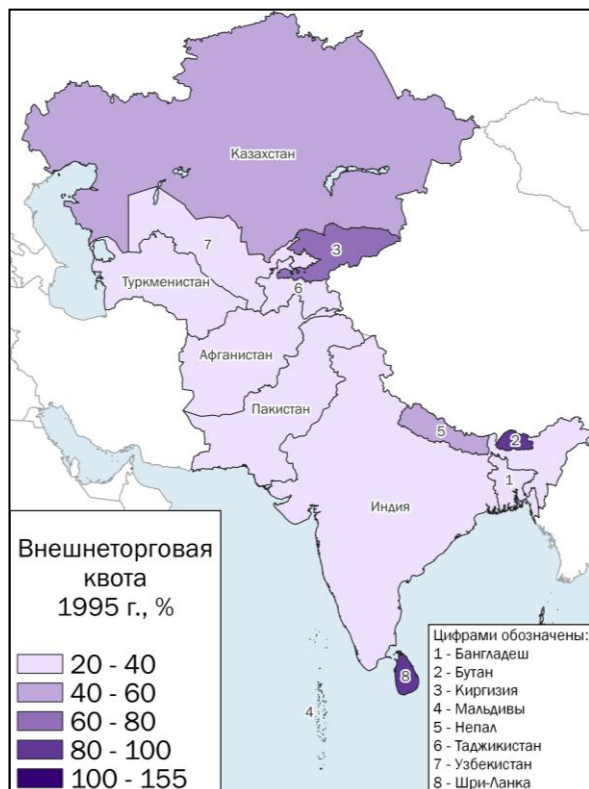 Казахстан
7
3
Туркменистан
6
Афганистан
Пакистан
5
2
1
Индия
8
4
Внешнеторговая
квота
1995 г., %
20 - 40
40 - 60
60 - 80
80 - 100
100 - 155
Цифрами обозначены:
1 - Бангладеш
2 - Бутан
3 - Киргизия
4 - Мальдивы
5 - Непал
6 - Таджикистан
7 - Узбекистан
8 - Шри-Ланка